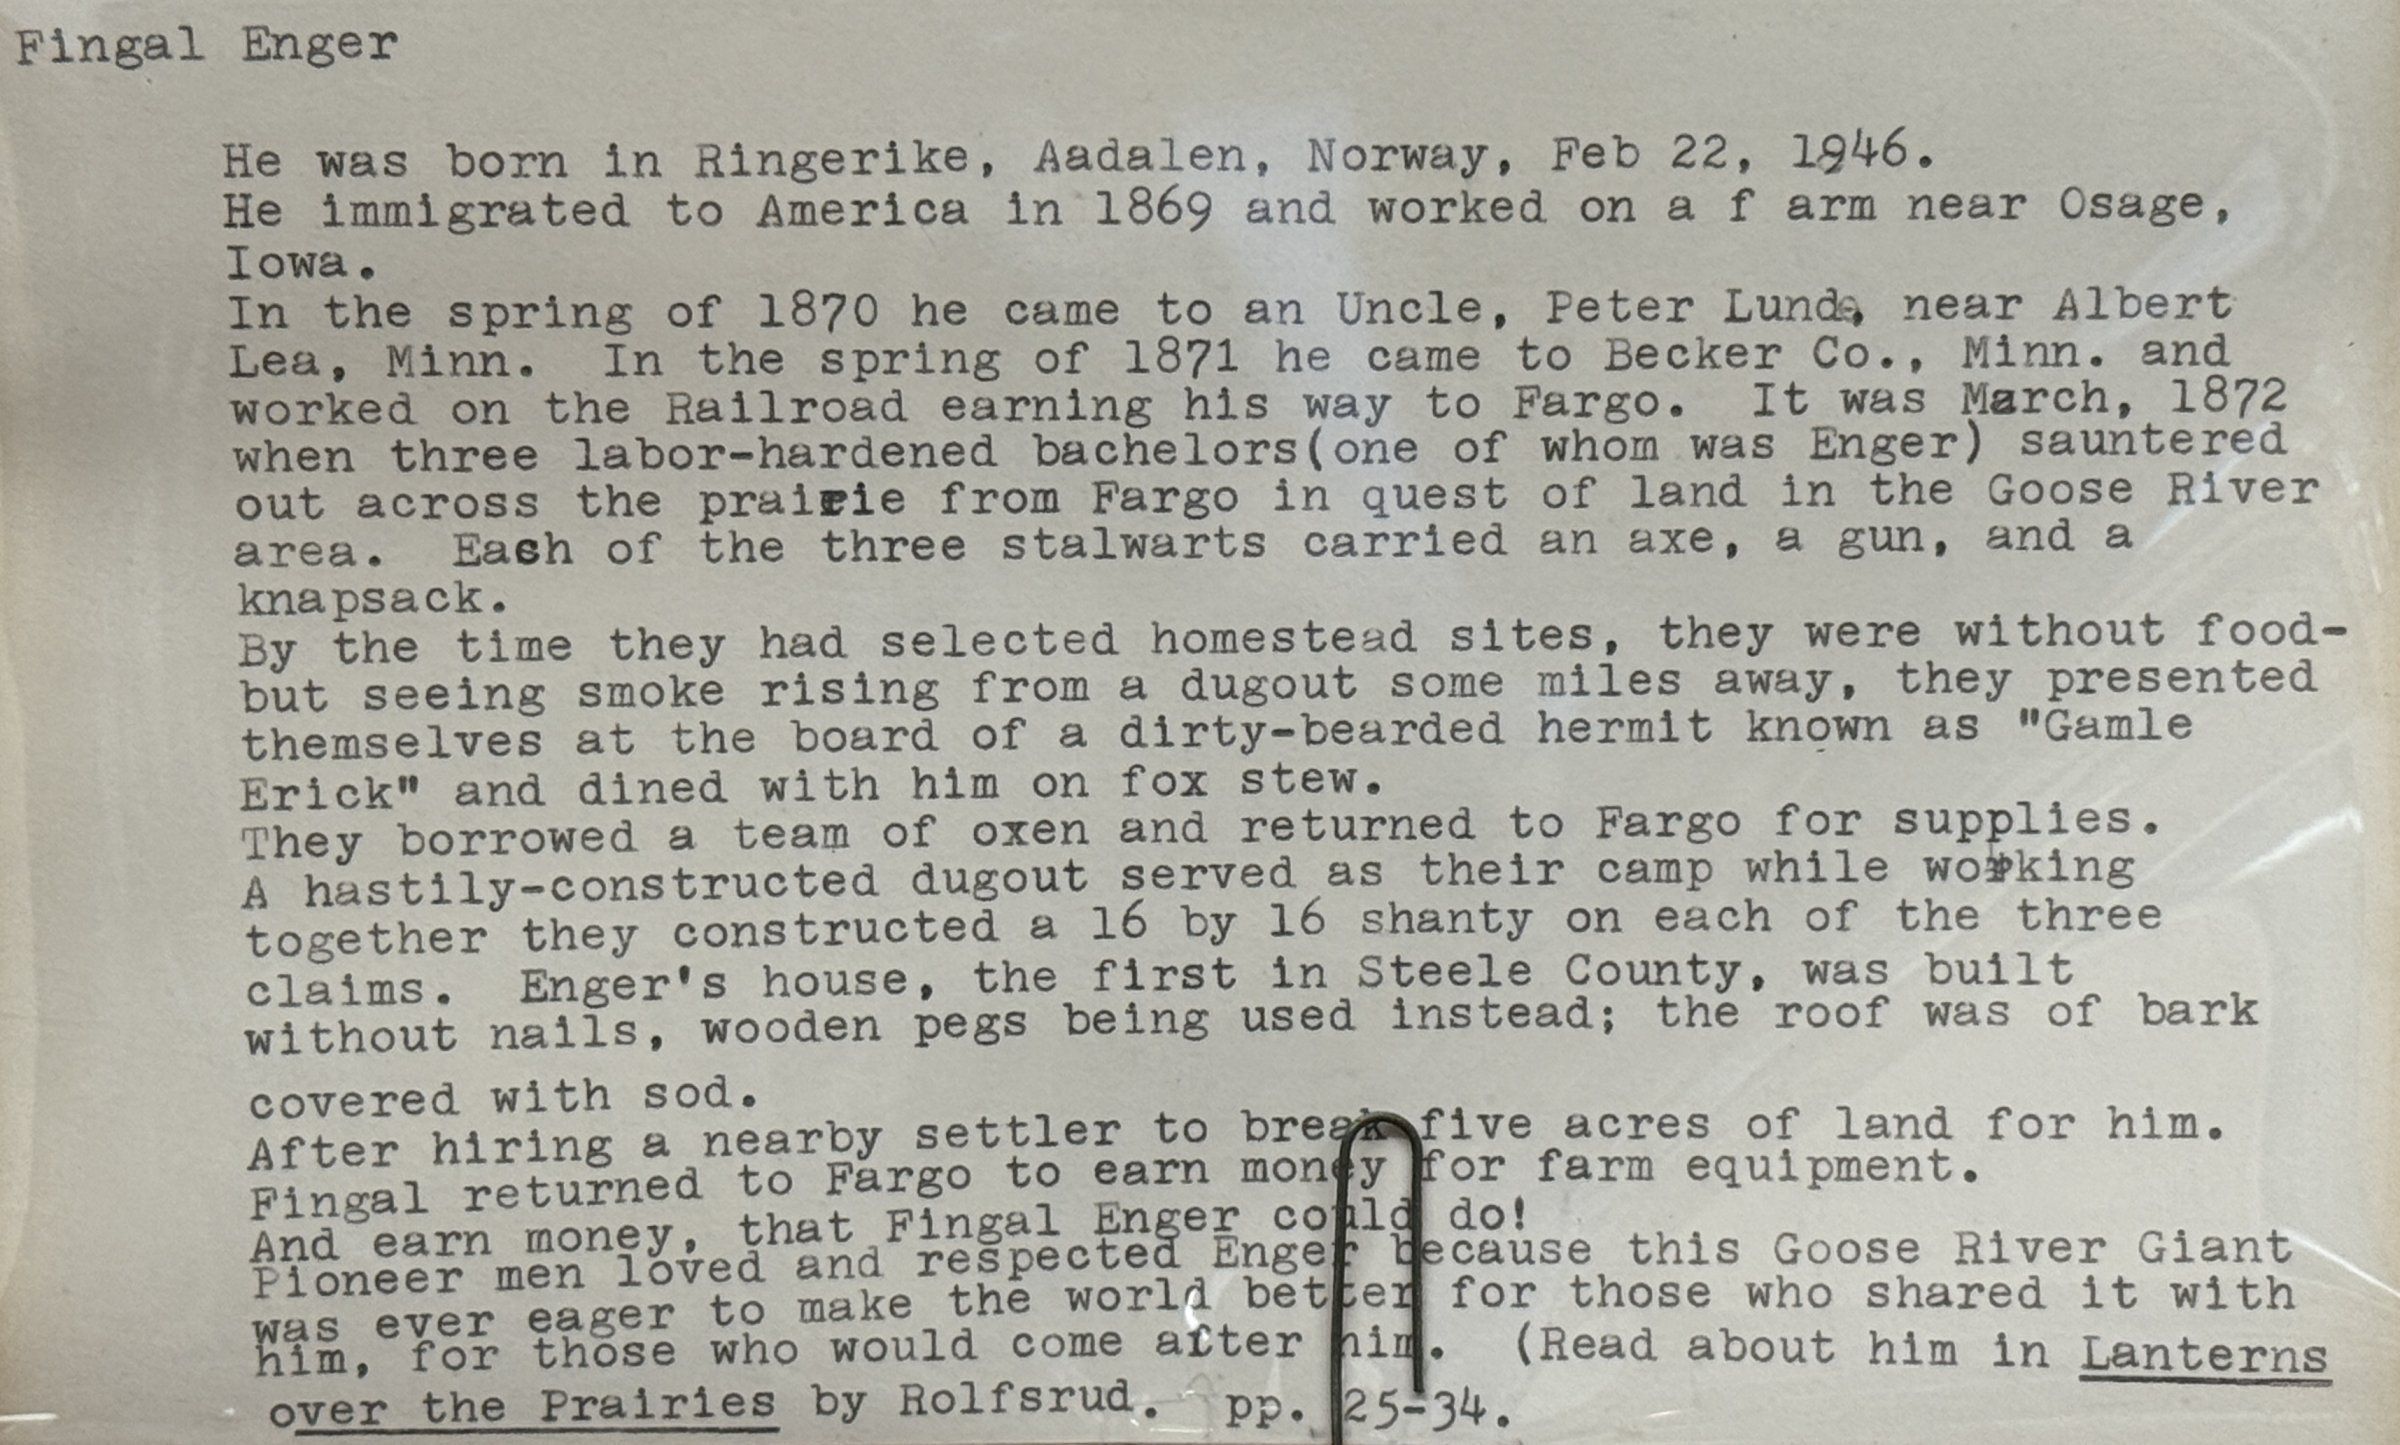 Fingal Enger
He was born in Ringerike, Aadalen, Norway, Feb 22, 1946.
He immigrated to America in 1869 and worked on a f arm near Osage,
Iowa.
In the spring of 1870 he came to an Uncle, Peter Lunde, near Albert
Lea, Minn. In the spring of 1871 he came to Becker Co., Minn. and
worked on the Railroad earning his way to Fargo. It was March, 1872
when three labor-hardened bachelors(one of whom was Enger) sauntered
out across the prairie from Fargo in quest of land in the Goose River
area. Each of the three stalwarts carried an axe, a gun, and a
knapsack.
By the time they had selected homestead sites, they were without food-
but seeing smoke rising from a dugout some miles away, they presented
themselves at the board of a dirty-bearded hermit known as "Gamle
Erick" and dined with him on fox stew.
They borrowed a team of oxen and returned to Fargo for supplies.
A hastily-constructed dugout served as their camp while working
together they constructed a 16 by 16 shanty on each of the three
claims. Enger's house, the first in Steele County, was built
without nails, wooden pegs being used instead; the roof was of bark
covered with sod.
After hiring a nearby settler to break five acres of land for him.
Fingal returned to Fargo to earn money for farm equipment.
And earn money, that Fingal Enger could do!
Pioneer men loved and respected Enger because this Goose River Giant
was ever eager to make the world better for those who shared it with
him, for those who would come after him. (Read about him in Lanterns
over the Prairies by Rolfsrud. pp. 25-34.